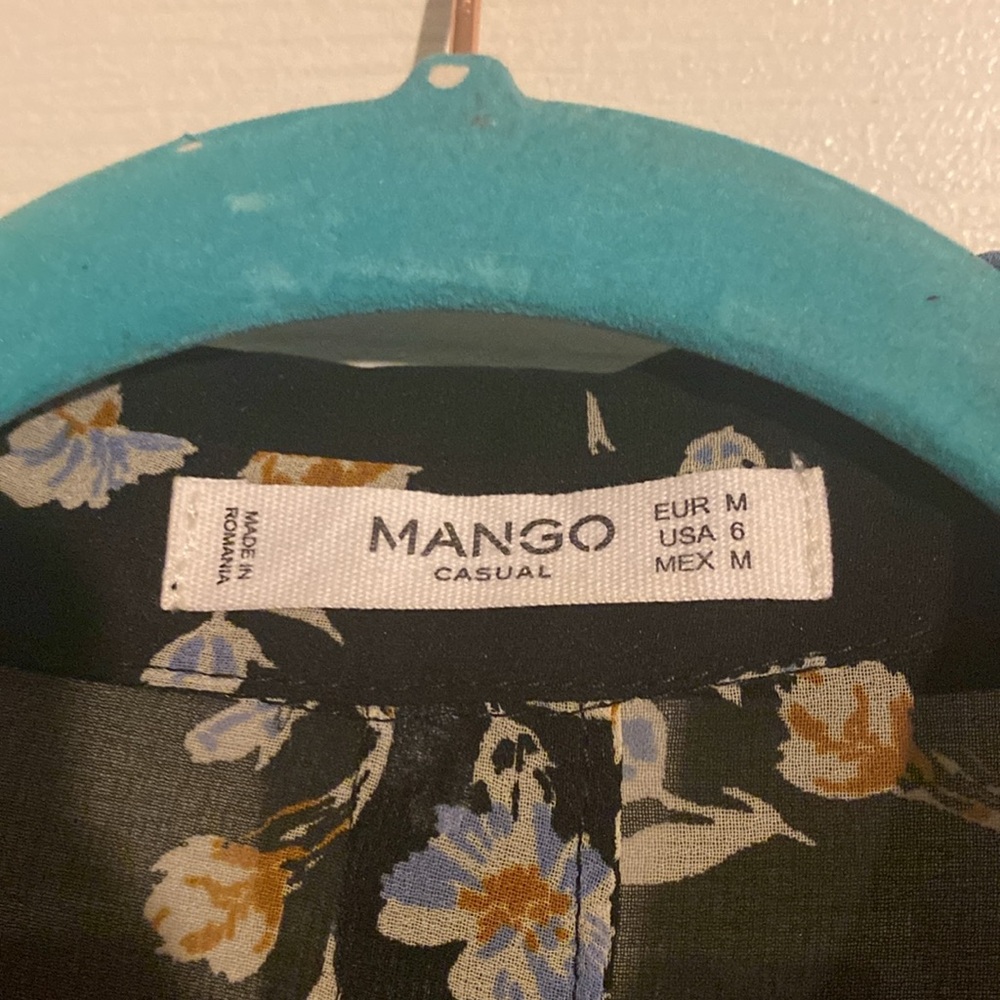 MADE IN
ROMANIA
MANGO
CASUAL
EUR M
USA 6
MEX M